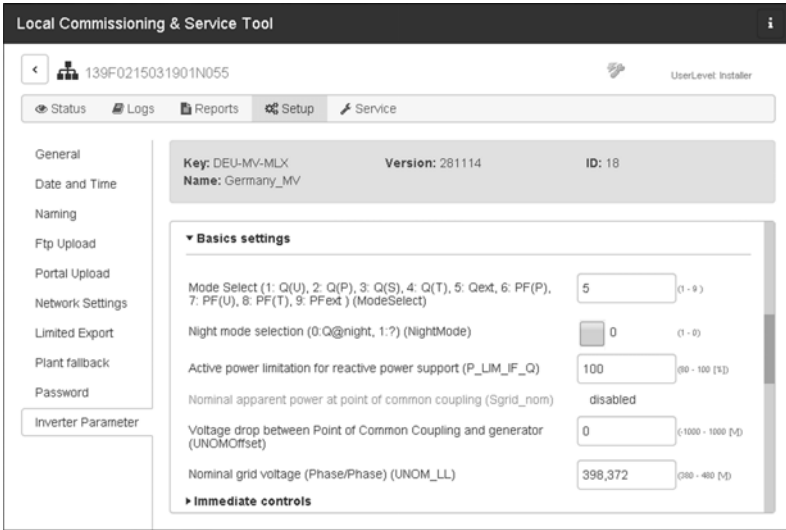 Local Commissioning & Service Tool
i
139F0215031901N055
UserLevel: Installer
Status
Logs
Reports
Setup
Service
General
Date and Time
Naming
Ftp Upload
Portal Upload
Network Settings
Limited Export
Plant fallback
Password
Inverter Parameter
Key: DEU-MV-MLX Version: 281114 ID: 18
Name: Germany_MV
Basics settings
Mode Select (1: Q(U), 2: Q(P), 3: Q(S), 4: Q(T), 5: Qext, 6: PF(P),
7: PF(U), 8: PF(T), 9: PFext ) (ModeSelect)
5 (1 - 9 )
Night mode selection (0:Q@night, 1:?) (NightMode) 0 (1 - 0)
Active power limitation for reactive power support (P_LIM_IF_Q) 100 (80 - 100 [%])
Nominal apparent power at point of common coupling (Sgrid_nom) disabled
Voltage drop between Point of Common Coupling and generator
(UNOMOffset)
0 (-1000 - 1000 [V])
Nominal grid voltage (Phase/Phase) (UNOM_LL) 398,372 (380 - 480 [V])
Immediate controls